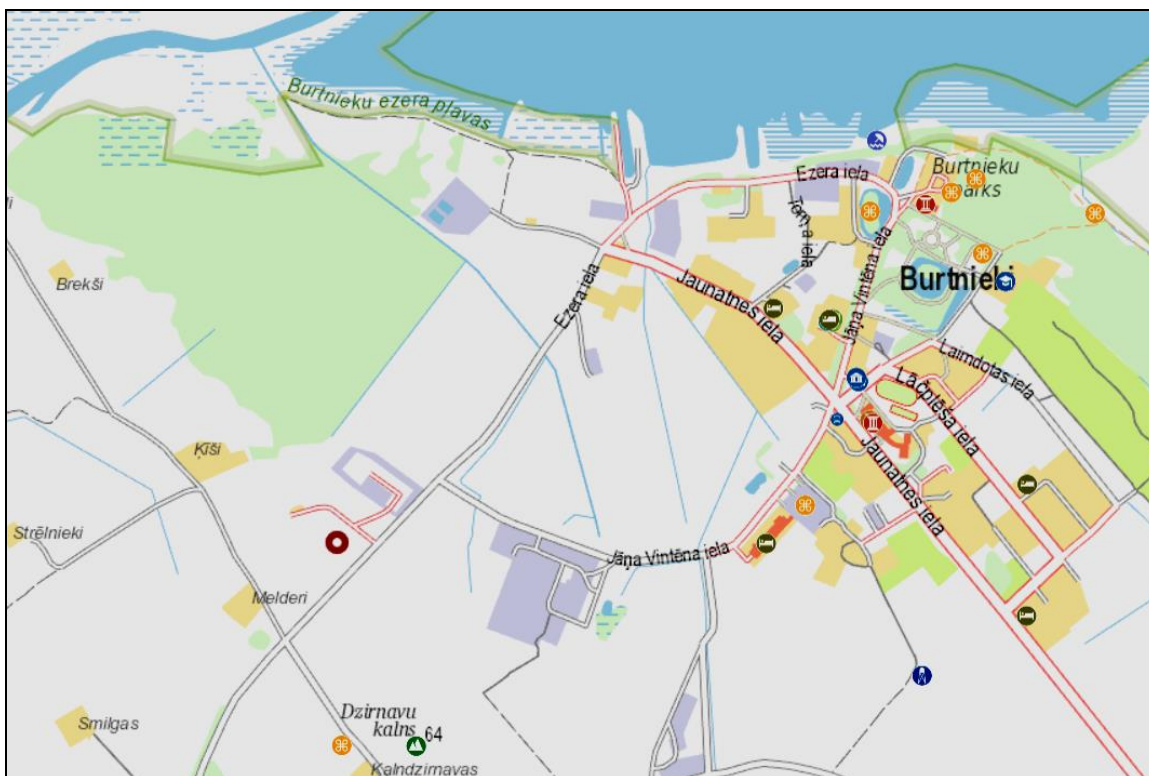 Burtnieku ezera pļavas
Ezera iela
Burtnieku
parks
Jāņa Vintēna iela
Burtnieki
Brekši
Ezera iela
Jaunatnes iela
Laimdotas iela
Lāčplēša iela
Ķīši
Jaunatnes iela
Strēlnieki
Jāņa Vintēna iela
Melderi
Smilgas
Dzirnavu
kalns
64
Kalndzirnavas